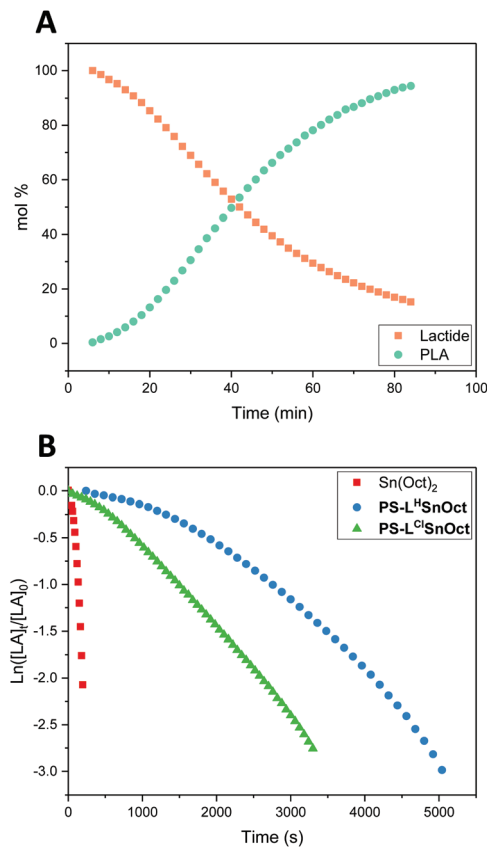 A
100
80
60
40
20
0
mol %
Lactide
PLA
0 20 40 60 80 100
Time (min)
B
0.0
-0.5
-1.0
-1.5
-2.0
-2.5
-3.0
Ln([LA]t/[LA]0)
Sn(Oct)2
PS-LHSnOct
PS-LClSnOct
0 1000 2000 3000 4000 5000
Time (s)